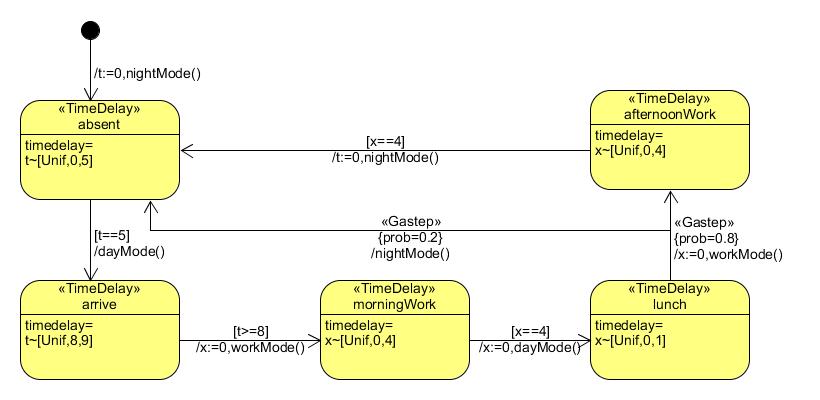 /t:=0,nightMode()
«TimeDelay»
absent
timedelay=
t~[Unif,0,5]
«TimeDelay»
afternoonWork
timedelay=
x~[Unif,0,4]
[x==4]
/t:=0,nightMode()
«Gastep»
{prob=0.2}
/nightMode()
«Gastep»
{prob=0.8}
/x:=0,workMode()
[t==5]
/dayMode()
«TimeDelay»
arrive
timedelay=
t~[Unif,8,9]
[t>=8]
/x:=0,workMode()
«TimeDelay»
morningWork
timedelay=
x~[Unif,0,4]
[x==4]
/x:=0,dayMode()
«TimeDelay»
lunch
timedelay=
x~[Unif,0,1]